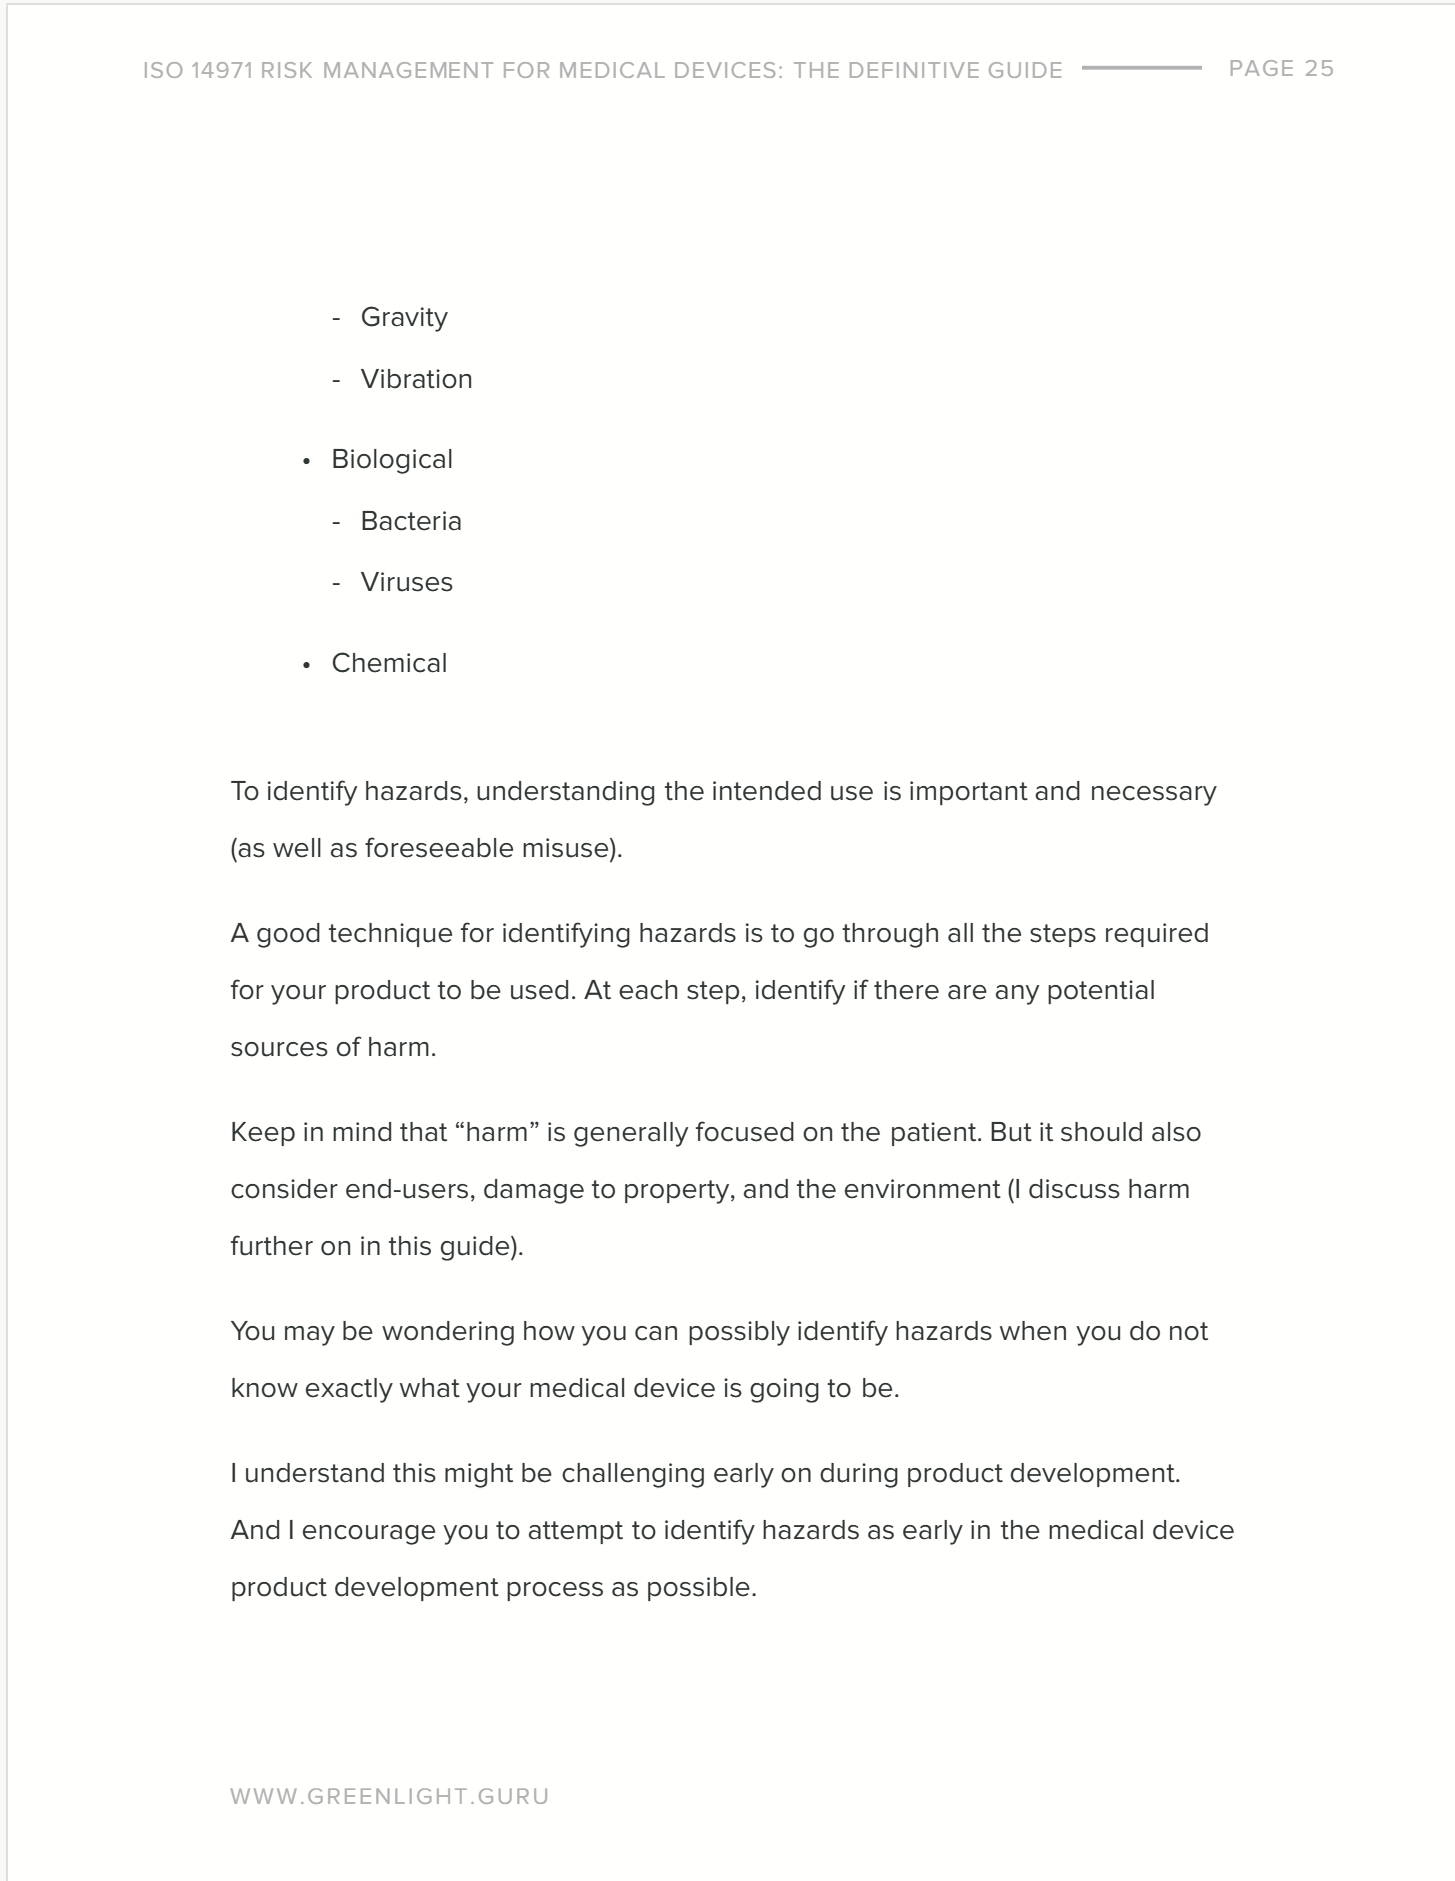 ISO 14971 RISK MANAGEMENT FOR MEDICAL DEVICES: THE DEFINITIVE GUIDE PAGE 25
- Gravity
- Vibration
• Biological
- Bacteria
- Viruses
• Chemical
To identify hazards, understanding the intended use is important and necessary
(as well as foreseeable misuse).
A good technique for identifying hazards is to go through all the steps required
for your product to be used. At each step, identify if there are any potential
sources of harm.
Keep in mind that “harm” is generally focused on the patient. But it should also
consider end-users, damage to property, and the environment (I discuss harm
further on in this guide).
You may be wondering how you can possibly identify hazards when you do not
know exactly what your medical device is going to be.
I understand this might be challenging early on during product development.
And I encourage you to attempt to identify hazards as early in the medical device
product development process as possible.
WWW.GREENLIGHT.GURU